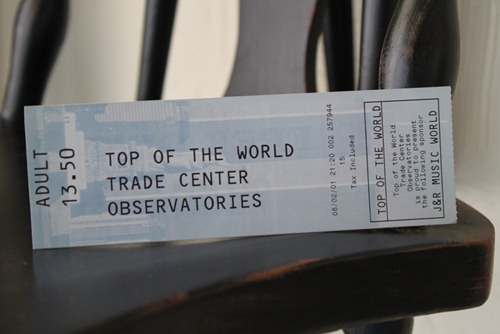 ADULT
13.50
TOP OF THE WORLD
TRADE CENTER
OBSERVATORIES
08/02/01 21:20 002 257944
15
Tax Included
TOP OF THE WORLD
Top of the World
Trade Center
Observatories
is proud to present
the following sponsor
J&R MUSIC WORLD